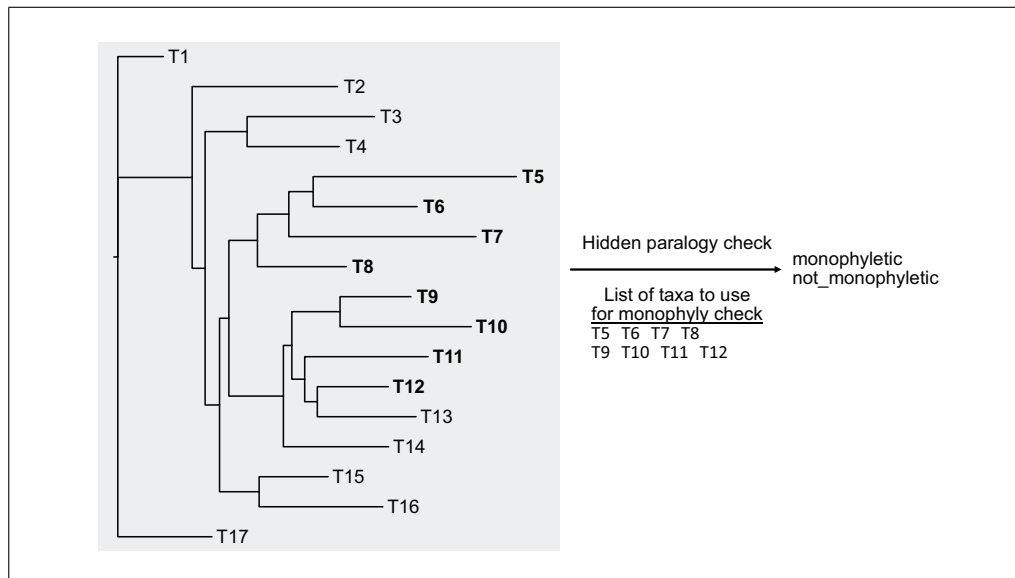 T1
T2
T3
T4
T5
T6
T7
T8
T9
T10
T11
T12
T13
T14
T15
T16
T17
Hidden paralogy check
List of taxa to use
for monophyly check
T5 T6 T7 T8
T9 T10 T11 T12
monophyletic
not_monophyletic